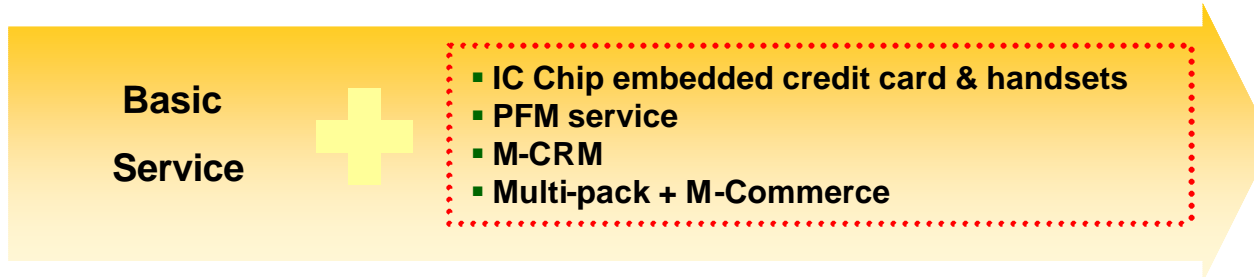 Basic
Service
▪ IC Chip embedded credit card & handsets
▪ PFM service
▪ M-CRM
▪ Multi-pack + M-Commerce